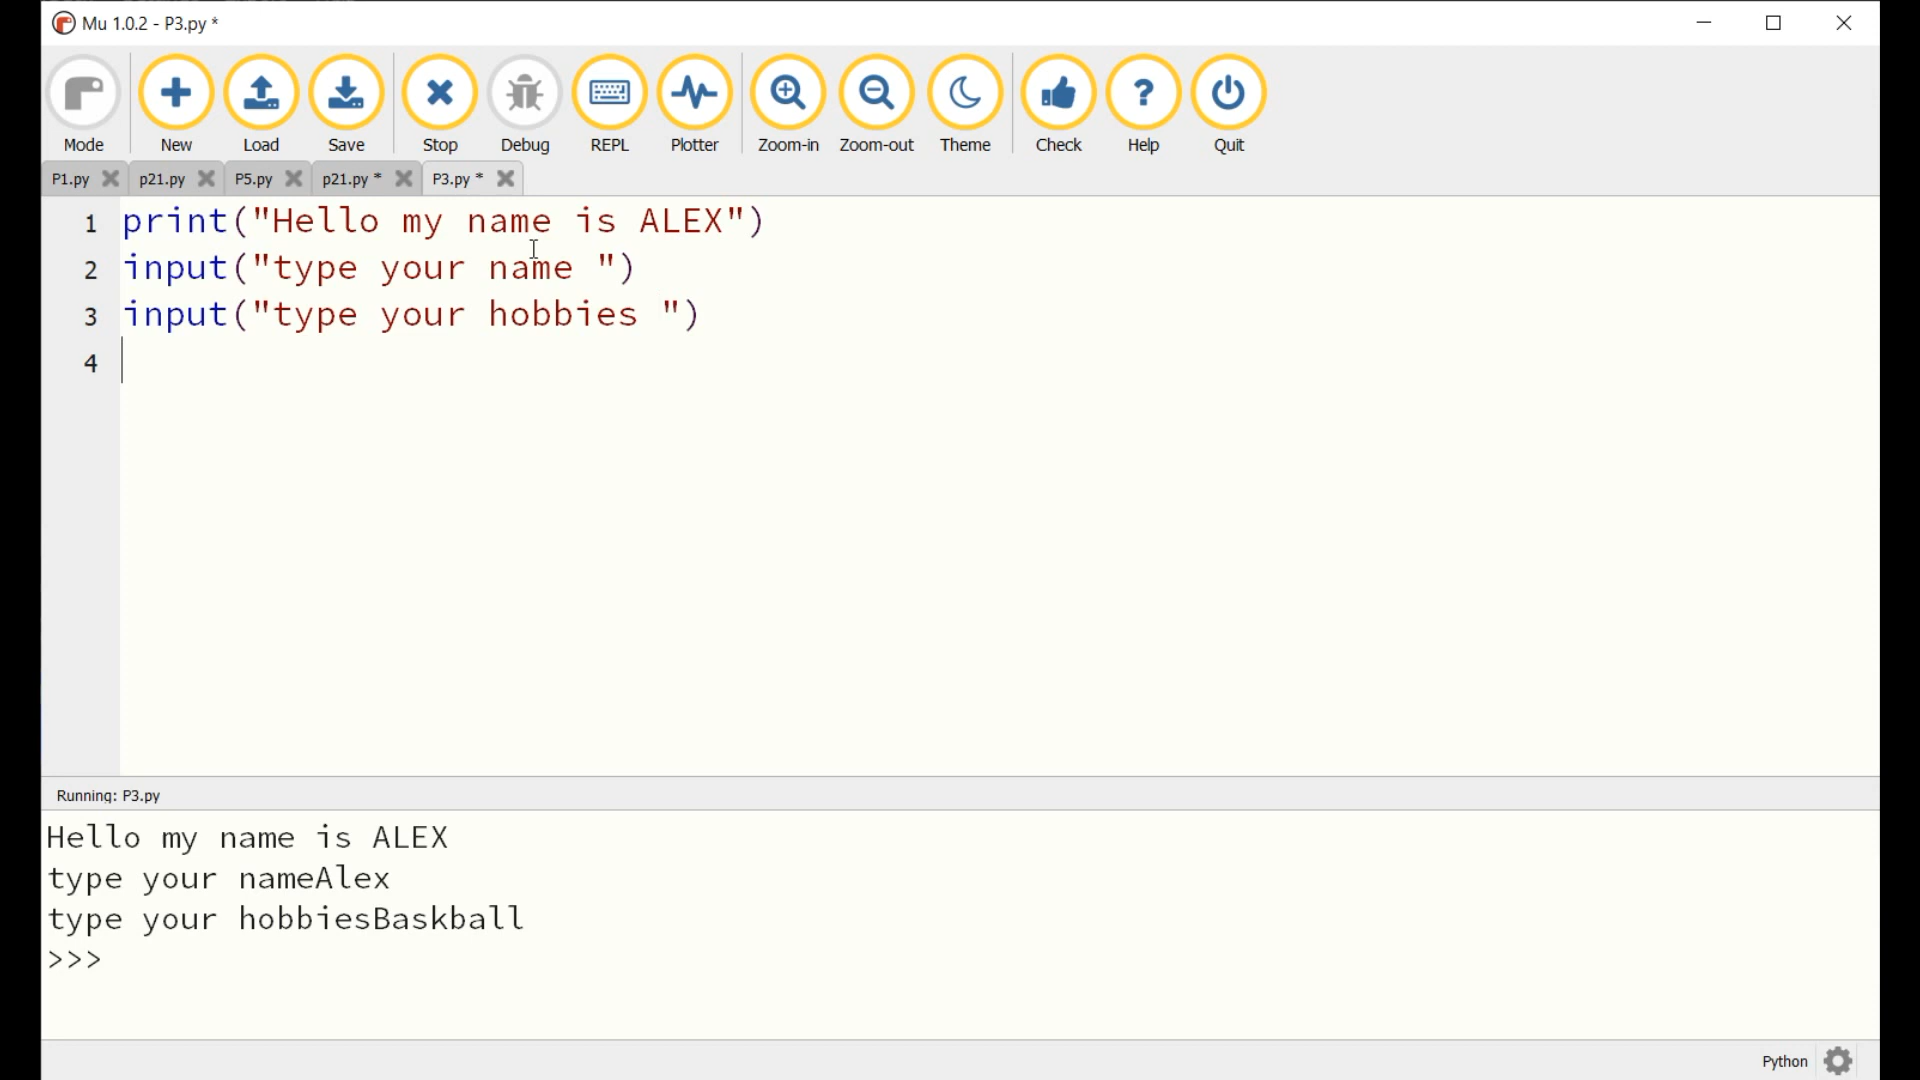 Mu 1.0.2 - P3.py *
Mode New Load Save Stop Debug REPL Plotter Zoom-in Zoom-out Theme Check Help Quit
P1.py p21.py P5.py p21.py * P3.py *
1 print("Hello my name is ALEX")
2 input("type your name ")
3 input("type your hobbies ")
4
Running: P3.py
Hello my name is ALEX
type your nameAlex
type your hobbiesBaskball
>>>
Python